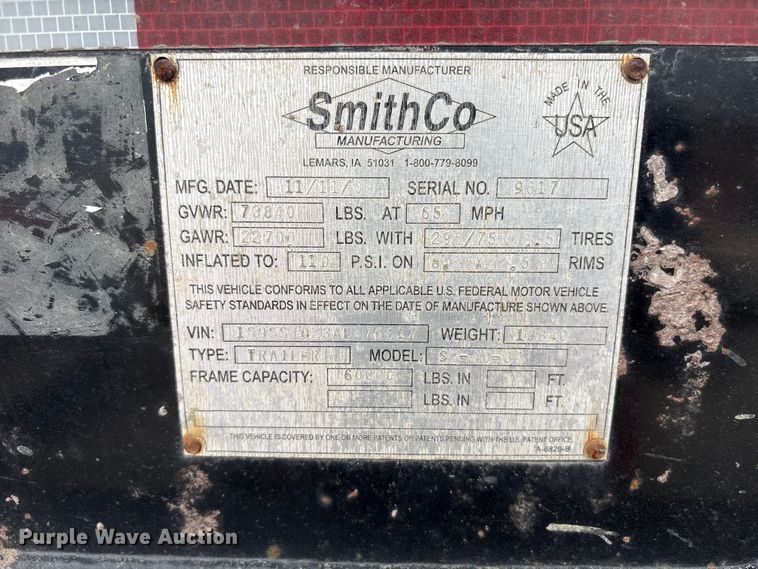 RESPONSIBLE MANUFACTURER
SmithCo
MANUFACTURING
MADE IN THE
USA
LEMARS, IA 51031 1-800-779-8099
MFG. DATE: SERIAL NO. 9617
GVWR: 73840 LBS. AT 65 MPH
GAWR: 22700 LBS. WITH TIRES
INFLATED TO: 110 P.S.I. ON RIMS
THIS VEHICLE CONFORMS TO ALL APPLICABLE U.S. FEDERAL MOTOR VEHICLE
SAFETY STANDARDS IN EFFECT ON THE DATE OF MANUFACTURE SHOWN ABOVE.
VIN: WEIGHT:
TYPE: TRAILER MODEL:
FRAME CAPACITY: 60000 LBS. IN FT.
LBS. IN FT.
THIS VEHICLE IS COVERED BY ONE OR MORE PATENTS OR PATENTS PENDING WITH THE U.S. PATENT OFFICE.
A-6829-B
Purple Wave Auction